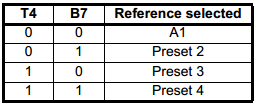 T4 B7 Reference selected
0 0 A1
0 1 Preset 2
1 0 Preset 3
1 1 Preset 4